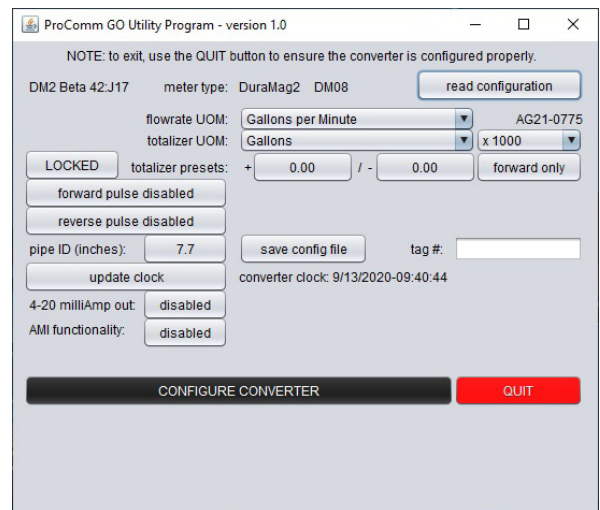 ProComm GO Utility Program - version 1.0
NOTE: to exit, use the QUIT button to ensure the converter is configured properly.
DM2 Beta 42:J17 meter type: DuraMag2 DM08 read configuration
flowrate UOM: Gallons per Minute AG21-0775
totalizer UOM: Gallons x 1000
LOCKED totalizer presets: + 0.00 / - 0.00 forward only
forward pulse disabled
reverse pulse disabled
pipe ID (inches): 7.7 save config file tag #:
update clock converter clock: 9/13/2020-09:40:44
4-20 milliAmp out: disabled
AMI functionality: disabled
CONFIGURE CONVERTER QUIT